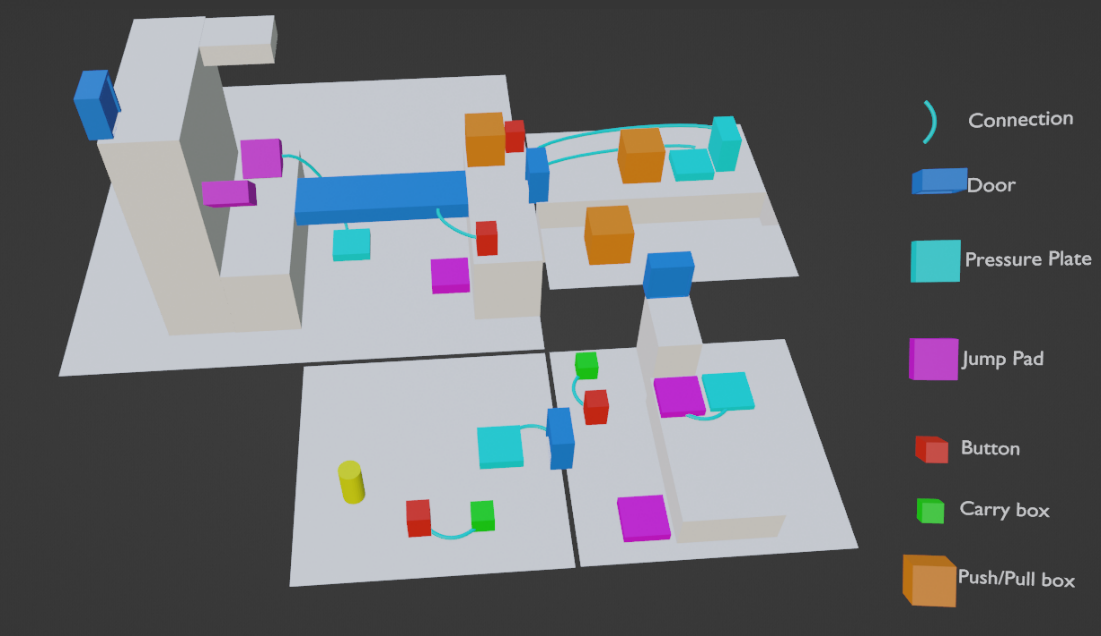 Connection
Door
Pressure Plate
Jump Pad
Button
Carry box
Push/Pull box